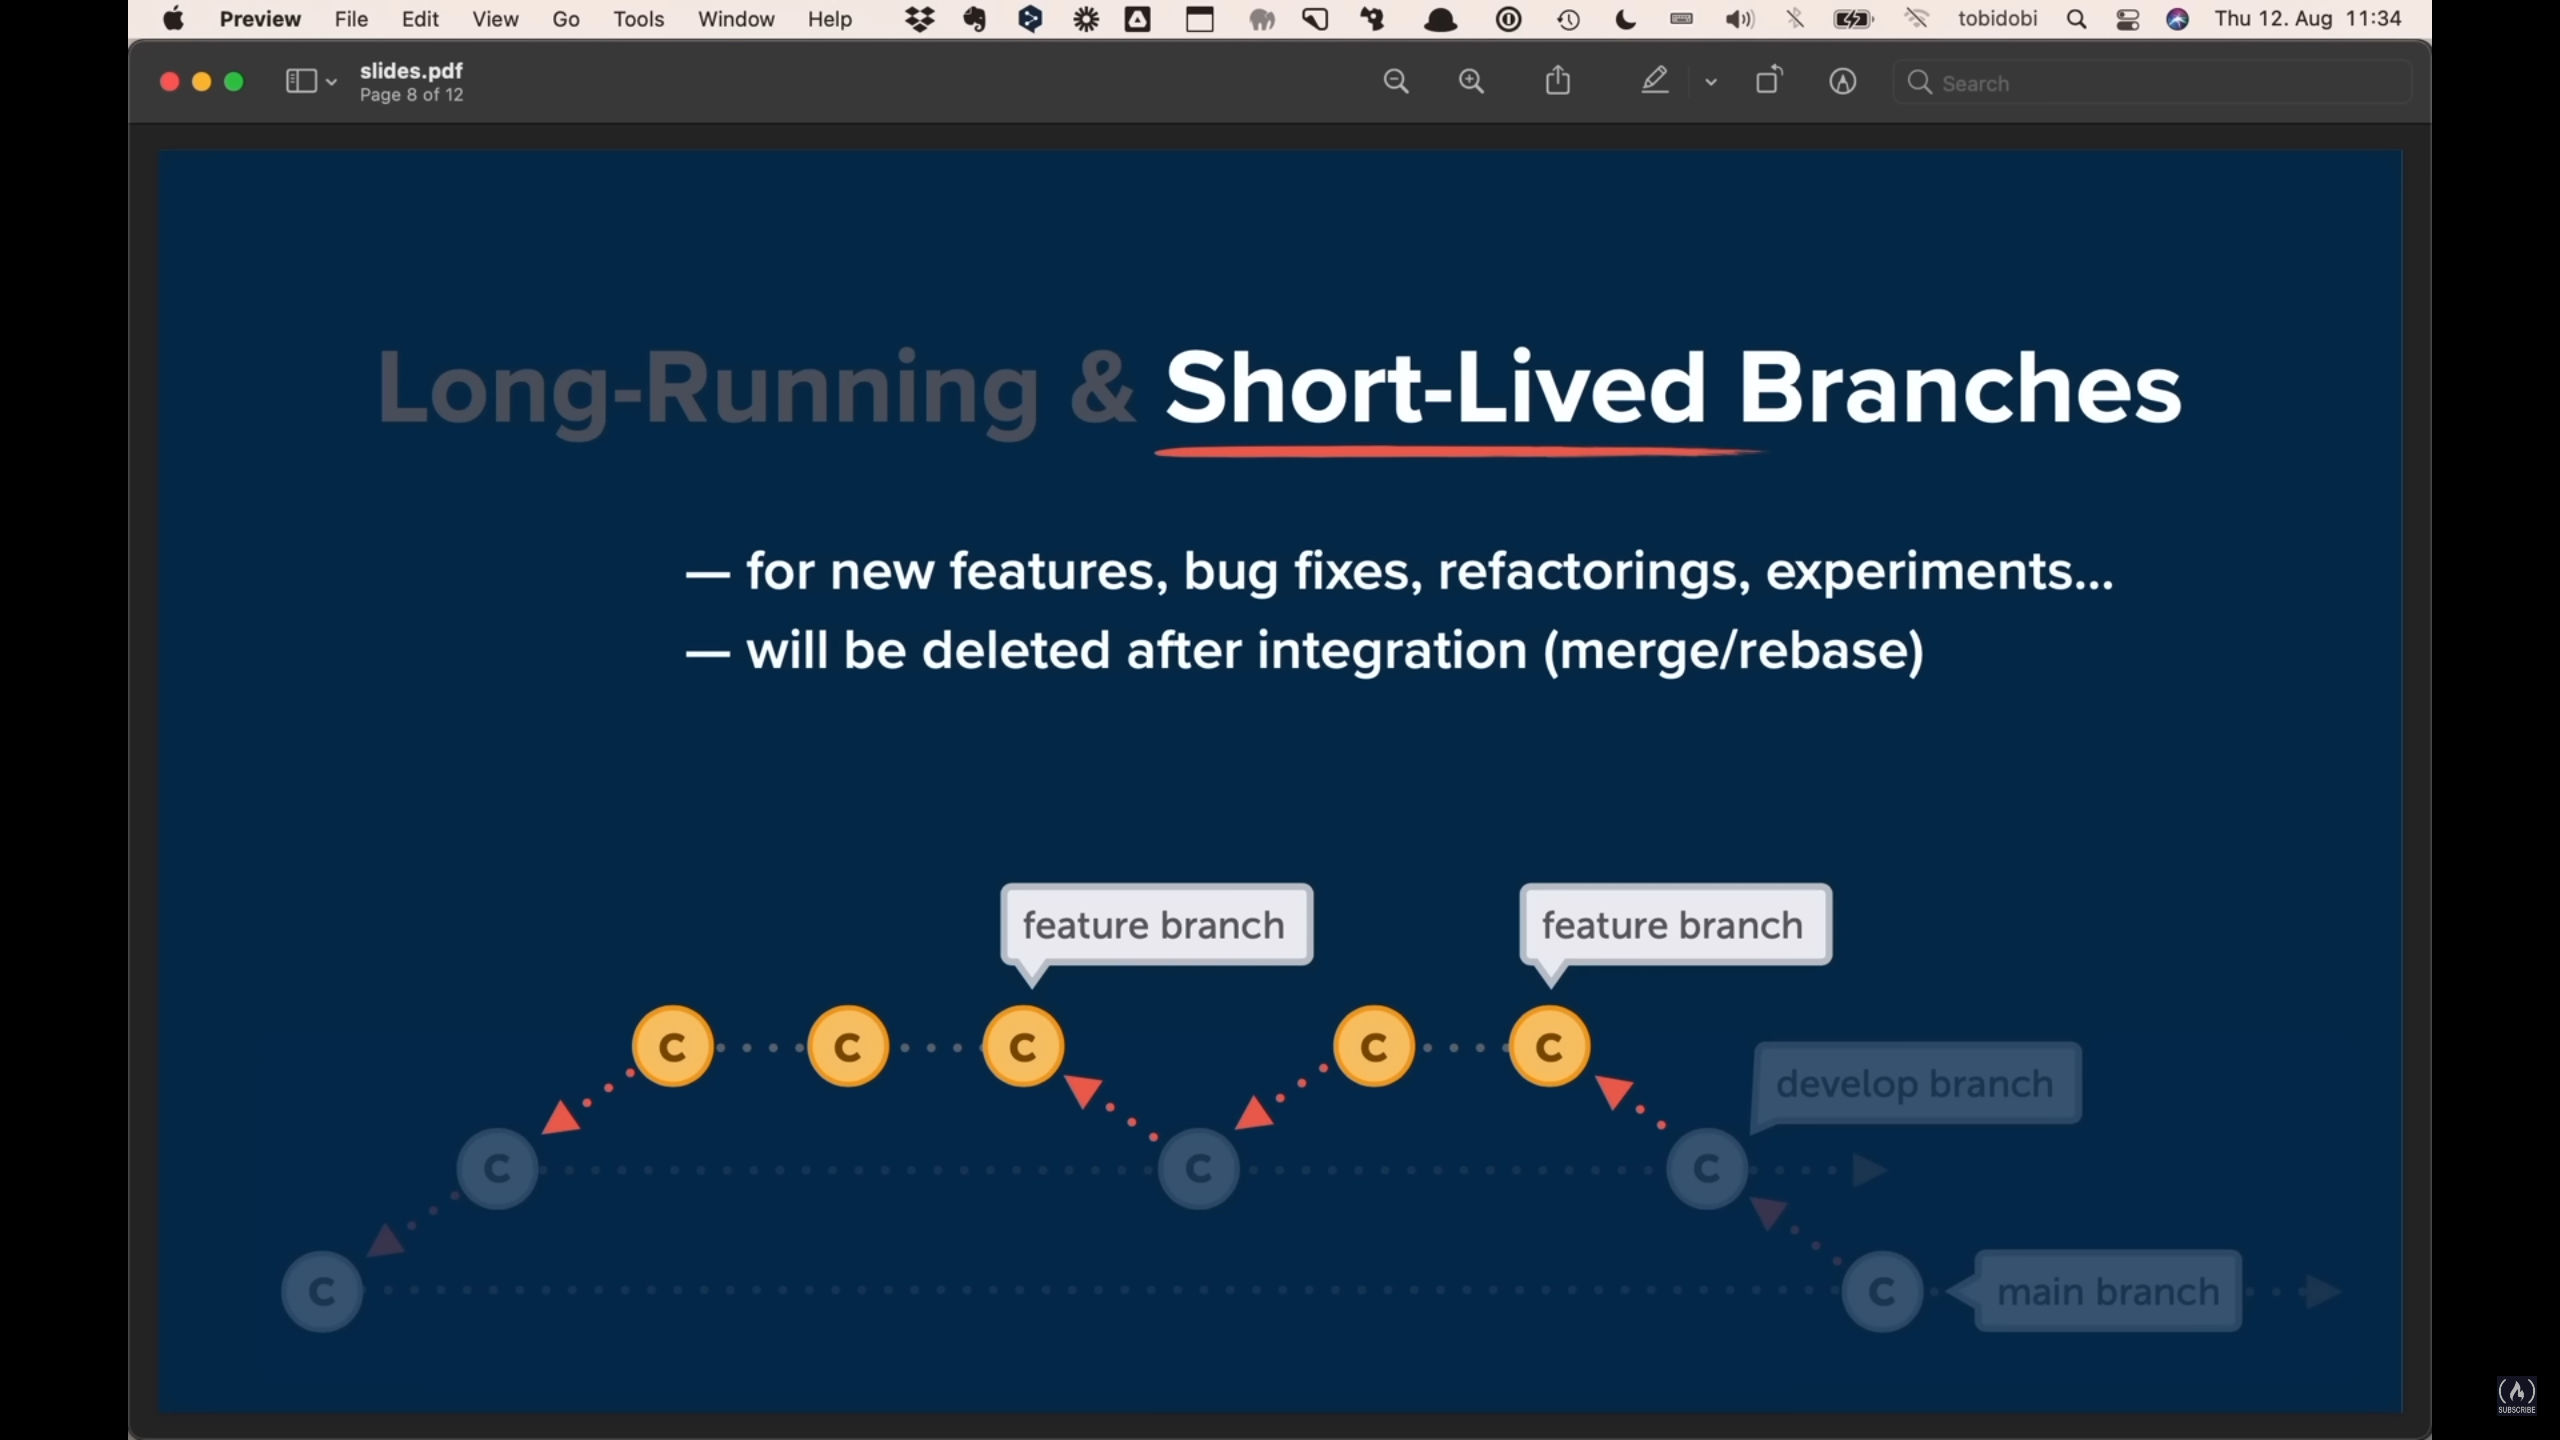 Preview File Edit View Go Tools Window Help tobidobi Thu 12. Aug 11:34
slides.pdf
Page 8 of 12
Search
Long-Running & Short-Lived Branches
— for new features, bug fixes, refactorings, experiments...
— will be deleted after integration (merge/rebase)
feature branch feature branch
C C C C C
develop branch
C C C
C C main branch
SUBSCRIBE